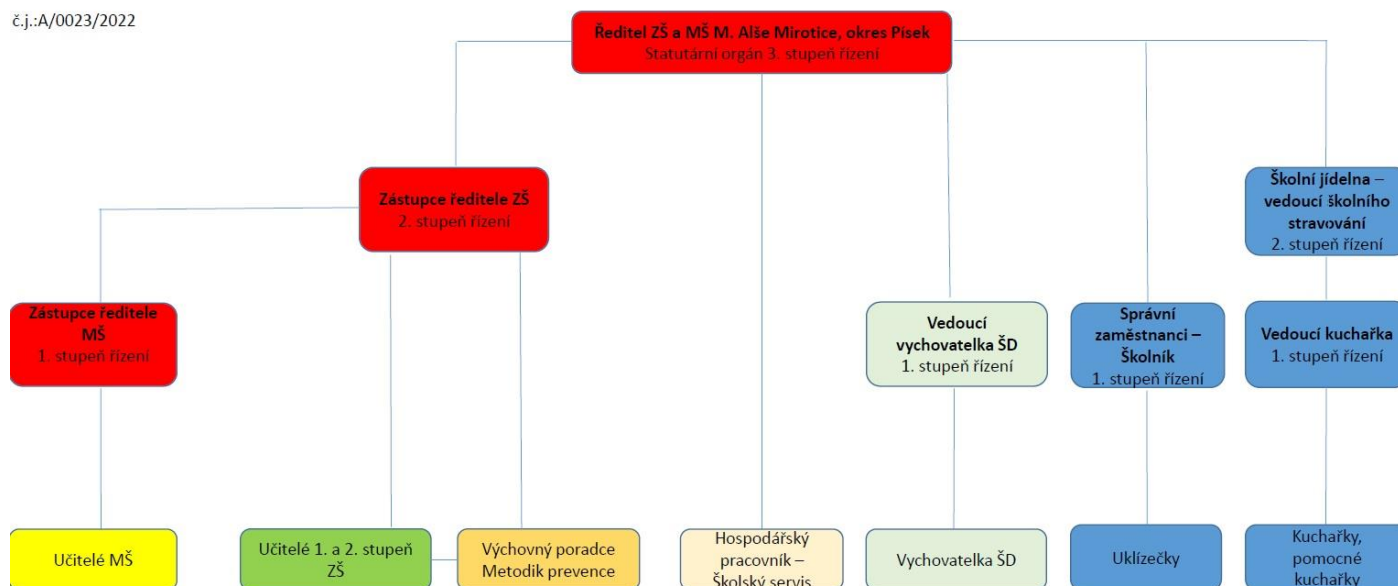 č.j.:A/0023/2022
Ředitel ZŠ a MŠ M. Alše Mirotice, okres Písek
Statutární orgán 3. stupeň řízení
Zástupce ředitele ZŠ
2. stupeň řízení
Školní jídelna –
vedoucí školního
stravování
2. stupeň řízení
Zástupce ředitele
MŠ
1. stupeň řízení
Vedoucí
vychovatelka ŠD
1. stupeň řízení
Správní
zaměstnanci –
Školník
1. stupeň řízení
Vedoucí kuchařka
1. stupeň řízení
Učitelé MŠ
Učitelé 1. a 2. stupeň
ZŠ
Výchovný poradce
Metodik prevence
Hospodářský
pracovník –
Školský servis
Vychovatelka ŠD
Uklízečky
Kuchařky,
pomocné
kuchařky